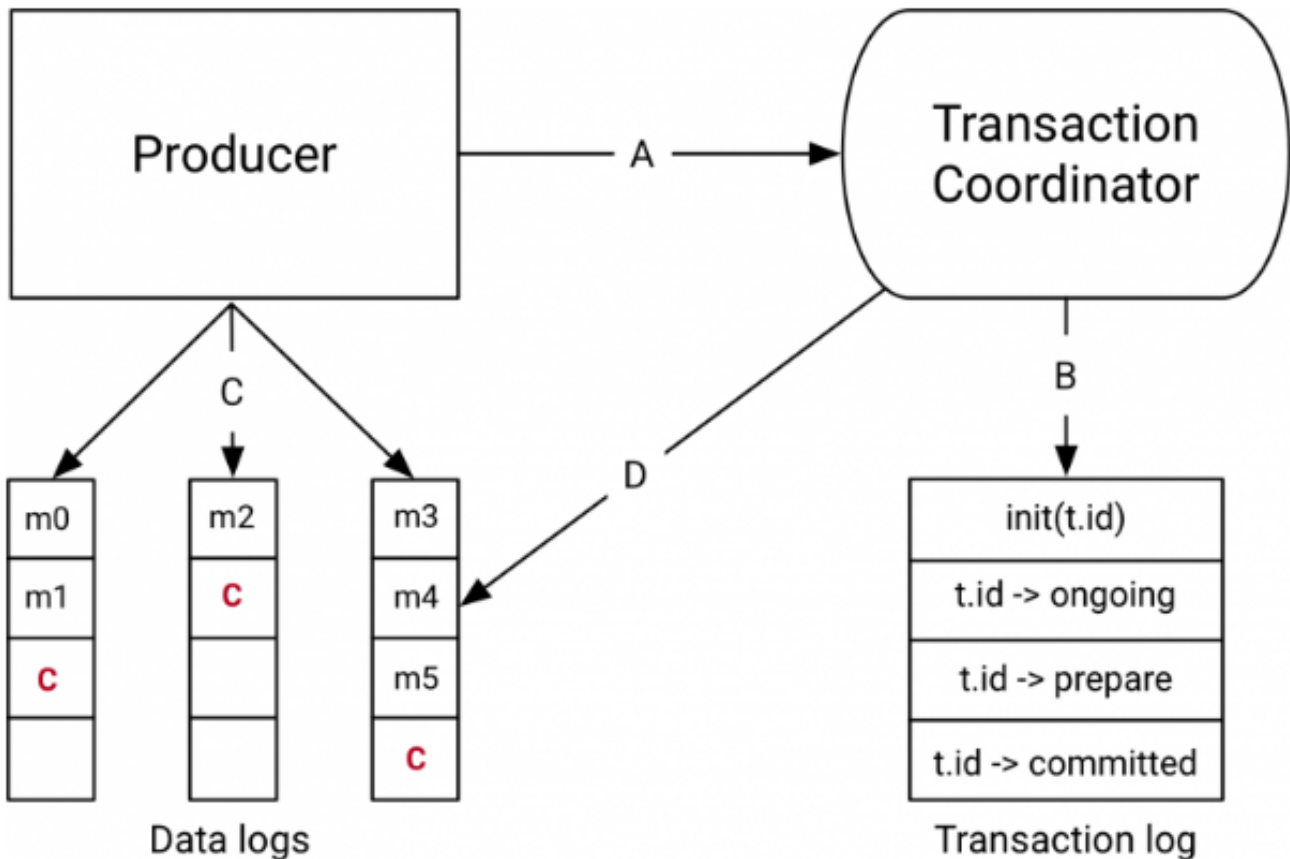 Producer
A
Transaction
Coordinator
C
B
D
m0
m1
C
m2
C
m3
m4
m5
C
init(t.id)
t.id -> ongoing
t.id -> prepare
t.id -> committed
Data logs
Transaction log